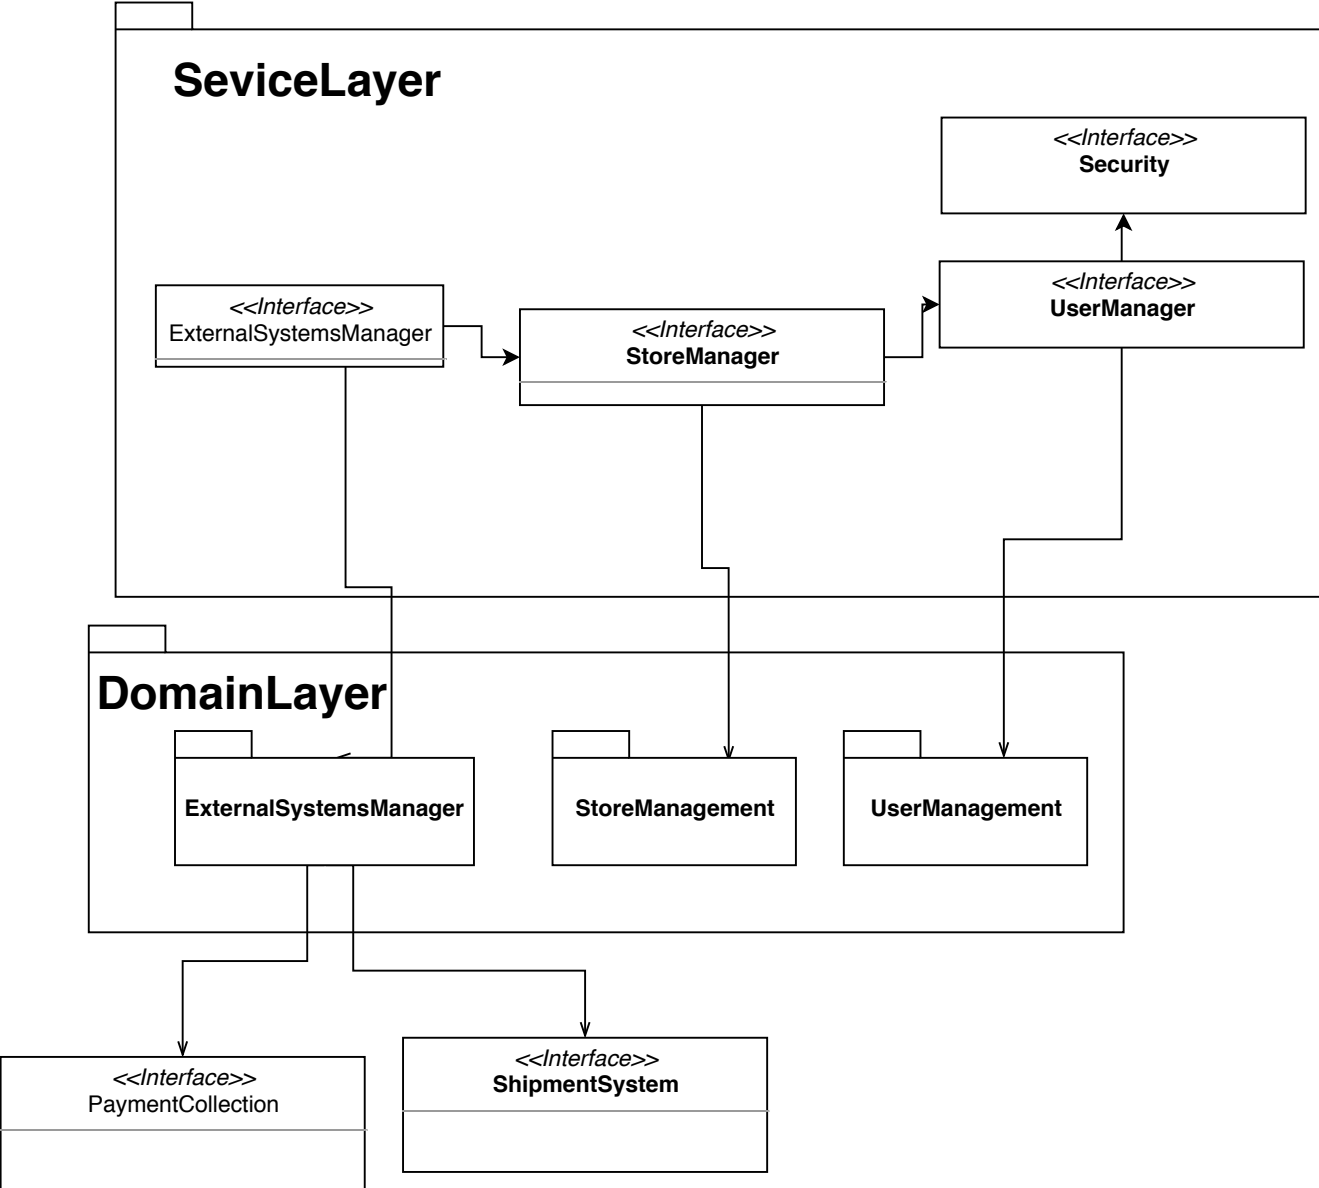 SeviceLayer
<<Interface>>
Security
<<Interface>>
UserManager
<<Interface>>
ExternalSystemsManager
<<Interface>>
StoreManager
DomainLayer
ExternalSystemsManager
StoreManagement
UserManagement
<<Interface>>
PaymentCollection
<<Interface>>
ShipmentSystem